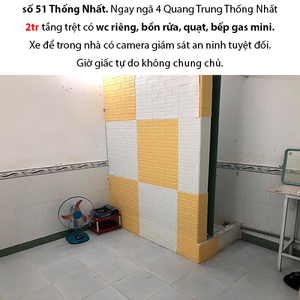 số 51 Thống Nhất. Ngay ngã 4 Quang Trung Thống Nhất
2tr tầng trệt có wc riêng, bồn rửa, quạt, bếp gas mini.
Xe để trong nhà có camera giám sát an ninh tuyệt đối.
Giờ giấc tự do không chung chủ.